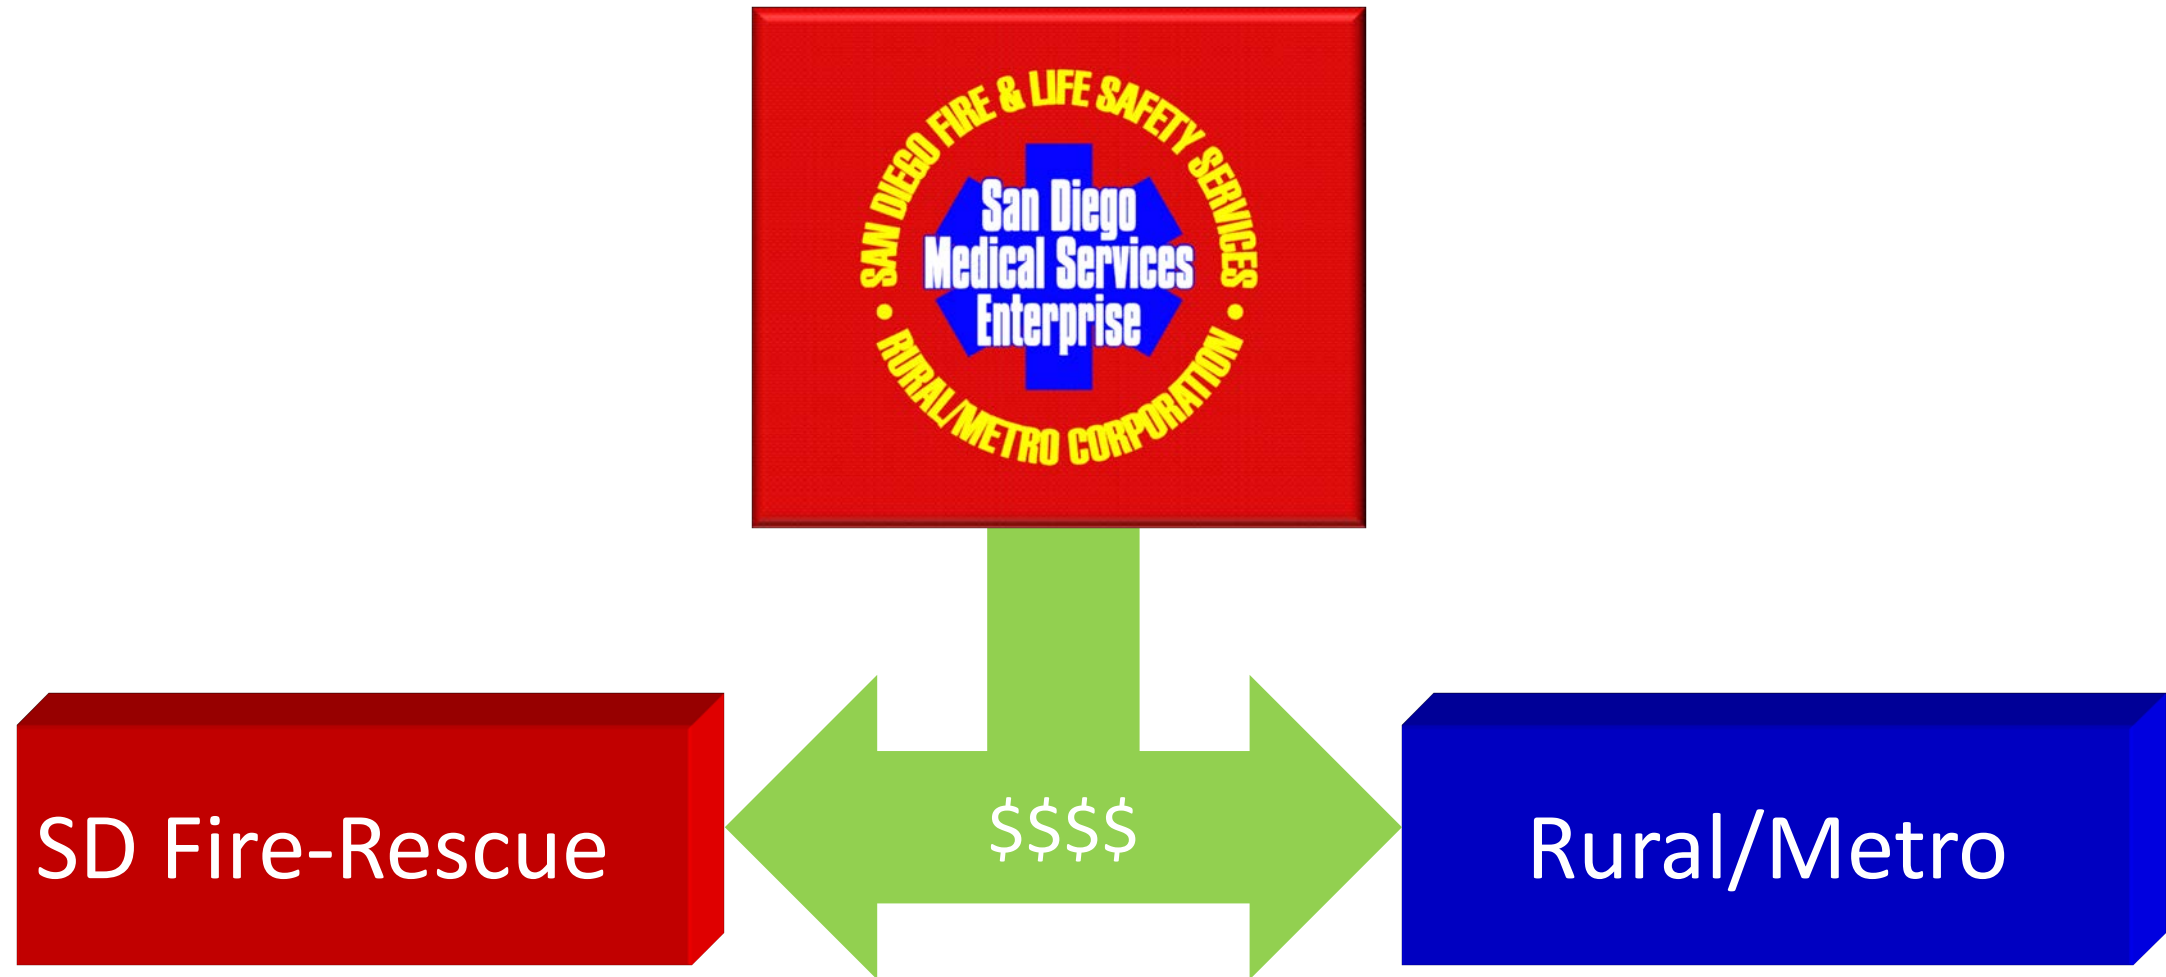 SAN DIEGO FIRE & LIFE SAFETY SERVICES
San Diego
Medical Services
Enterprise
• RURAL/METRO CORPORATION •
SD Fire-Rescue
$$$$
Rural/Metro